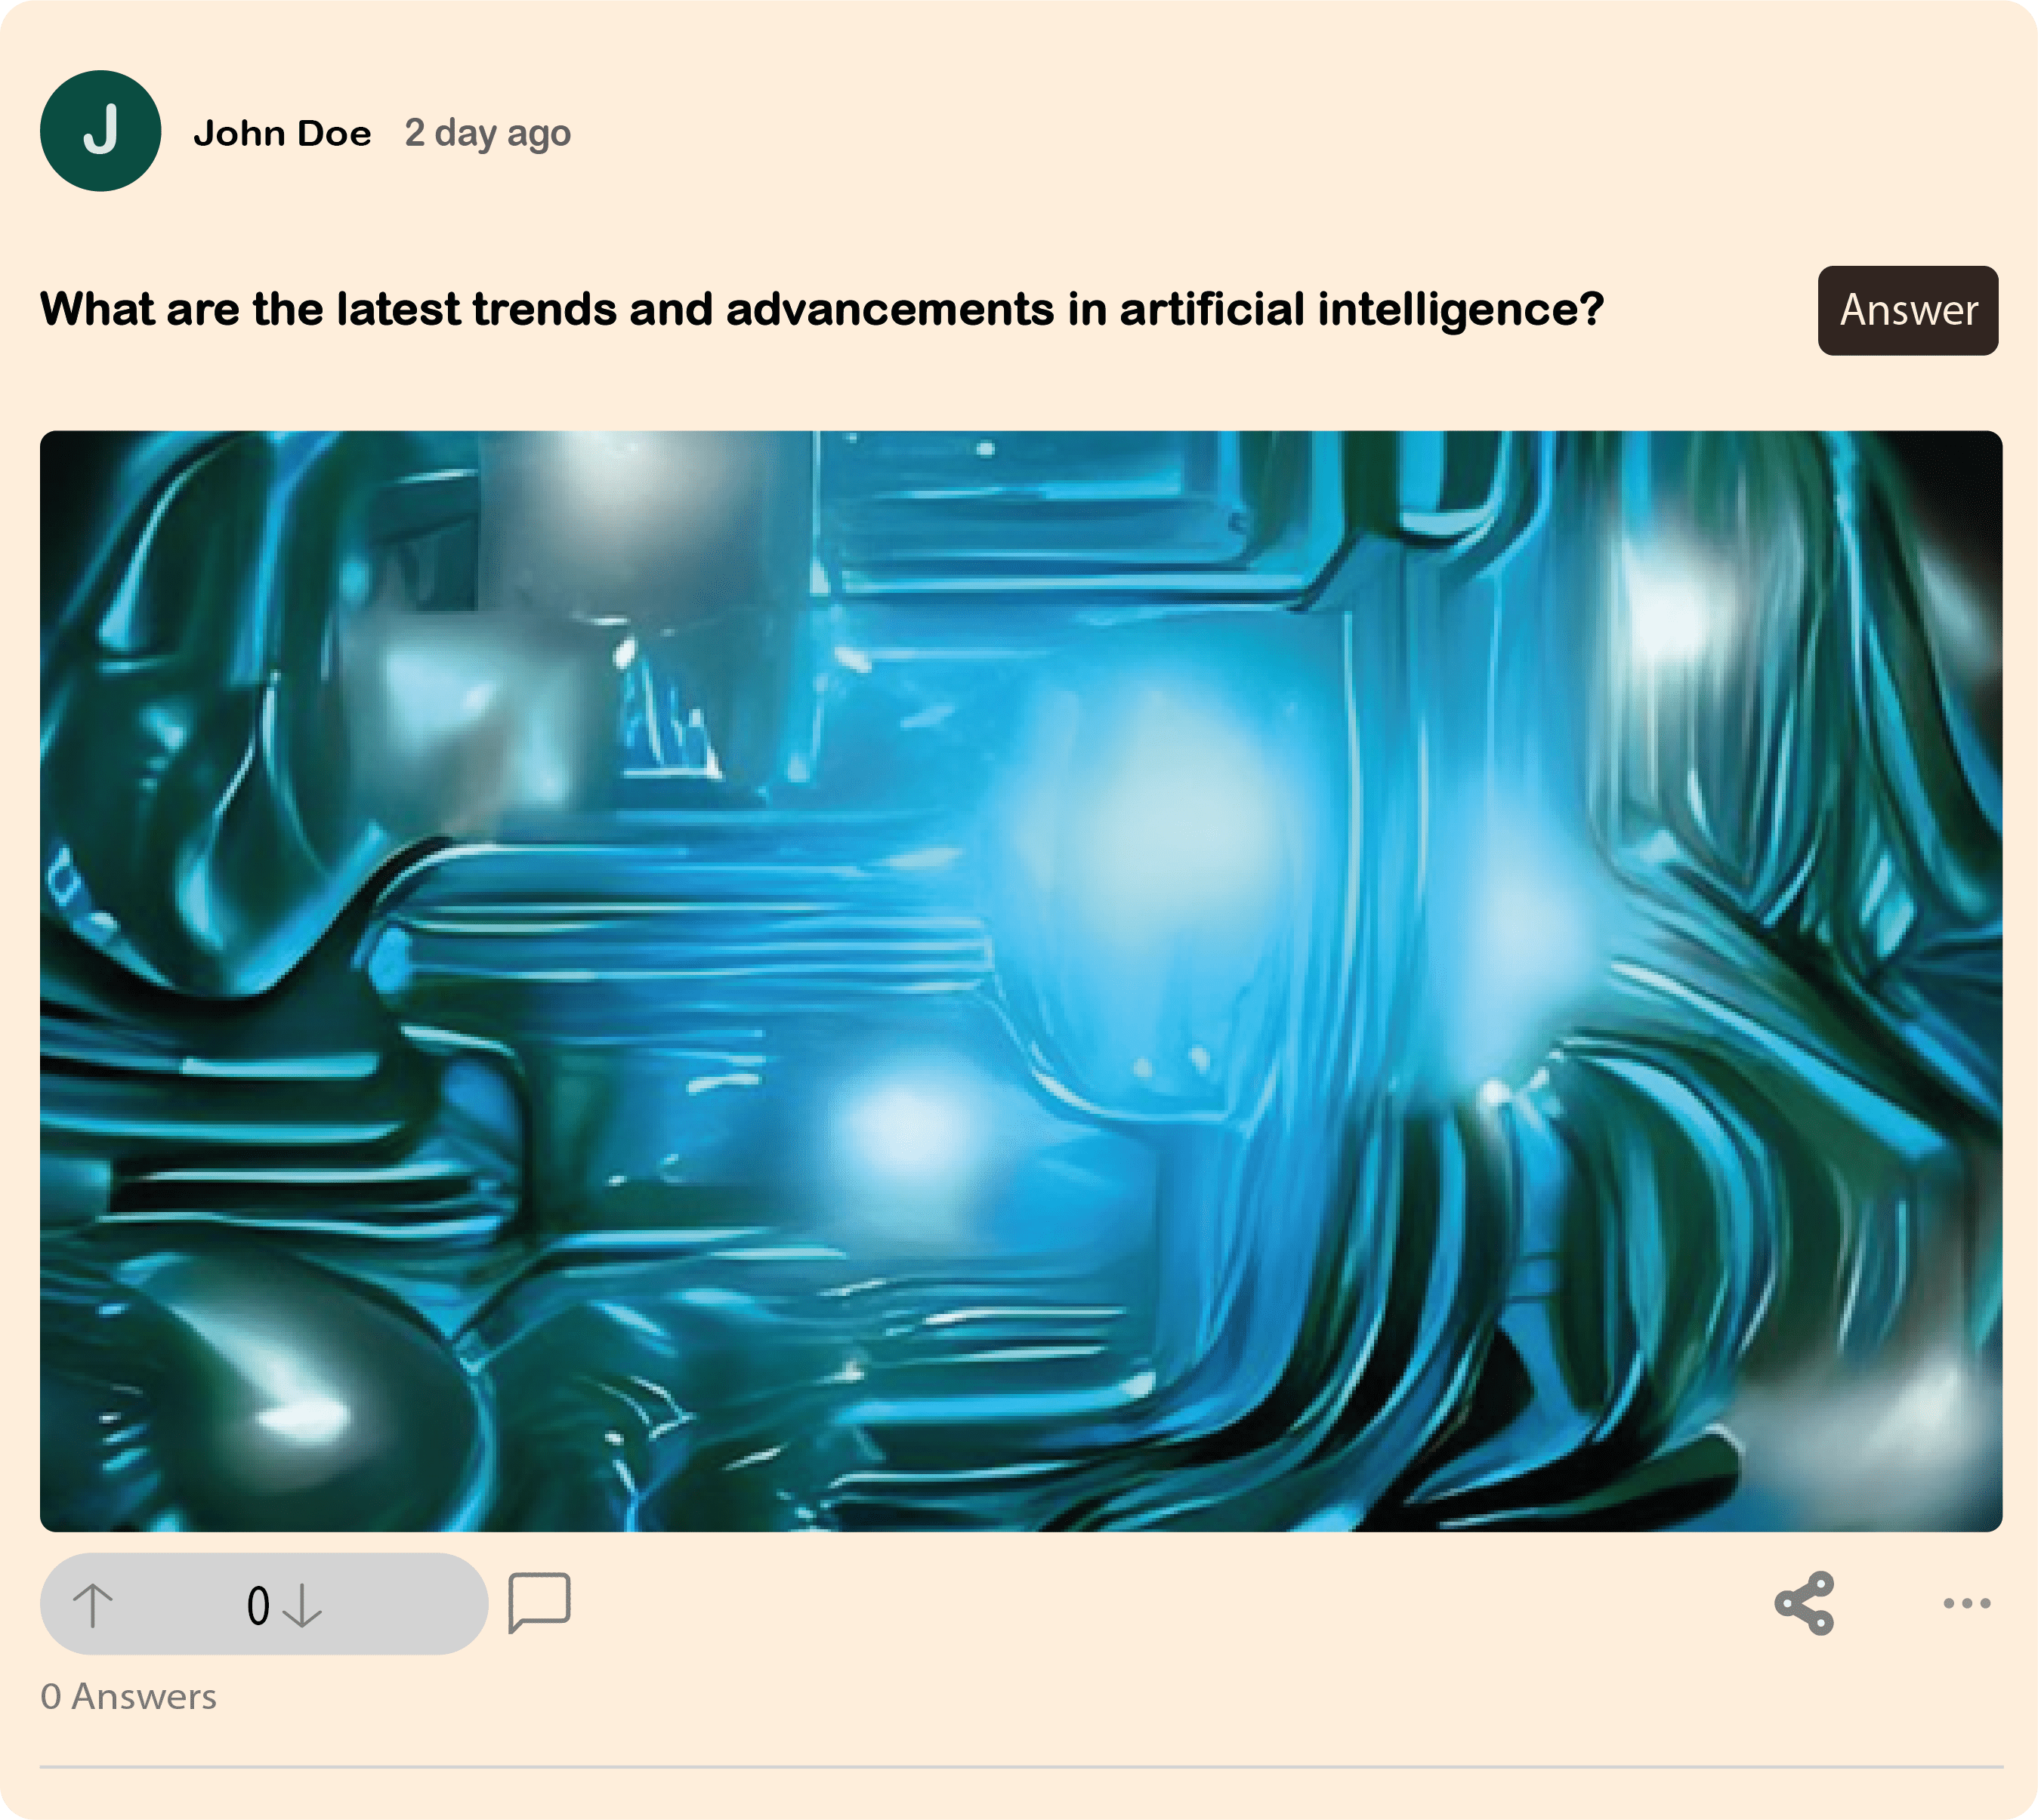 J
John Doe 2 day ago
What are the latest trends and advancements in artificial intelligence?
Answer
0
0 Answers